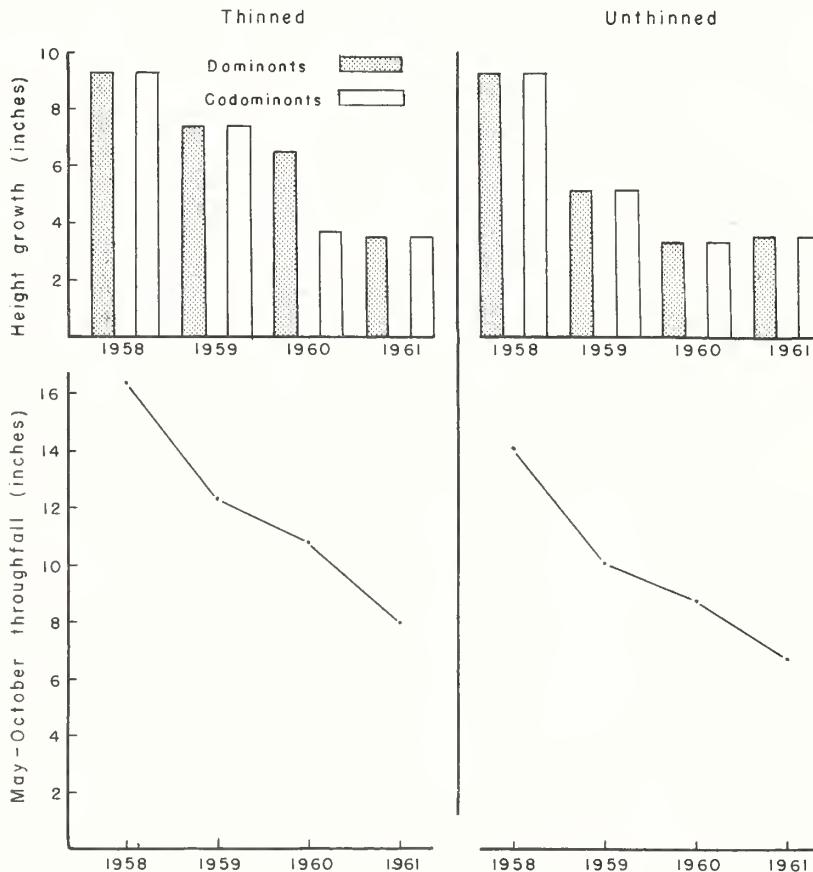 Thinned
Unthinned
Dominonts
Codominonts
Height growth (inches)
10
8
6
4
2
1958 1959 1960 1961
1958 1959 1960 1961
May-October throughfall (inches)
16
14
12
10
8
6
4
2
1958 1959 1960 1961
1958 1959 1960 1961